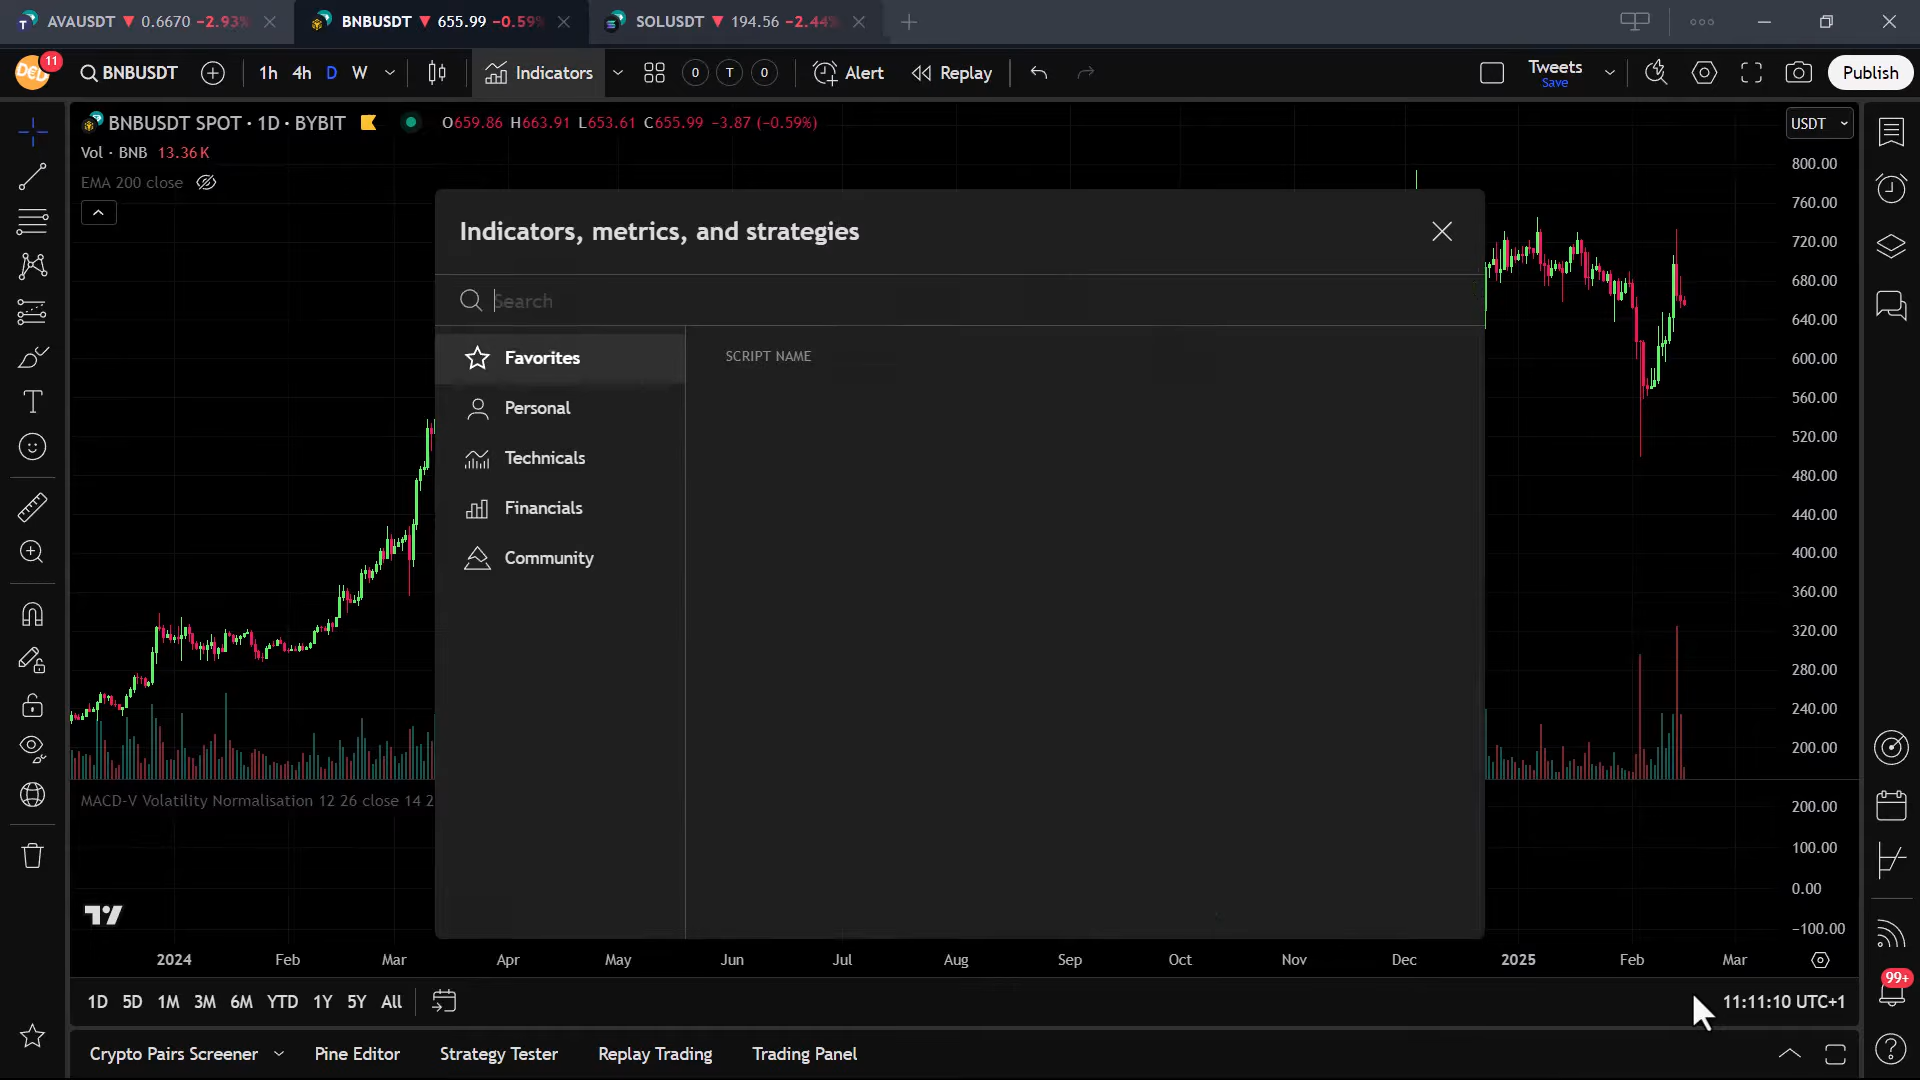 AVAUSDT ▼ 0.6670 −2.93%
BNBUSDT ▼ 655.99 −0.59%
SOLUSDT ▼ 194.56 −2.44%
11
BNBUSDT
1h 4h D W
Indicators
0 T 0
Alert
Replay
Tweets
Save
Publish
BNBUSDT SPOT · 1D · BYBIT
O659.86 H663.91 L653.61 C655.99 −3.87 (−0.59%)
USDT
Vol · BNB 13.36K
EMA 200 close
Indicators, metrics, and strategies
Search
Favorites
Personal
Technicals
Financials
Community
SCRIPT NAME
800.00
760.00
720.00
680.00
640.00
600.00
560.00
520.00
480.00
440.00
400.00
360.00
320.00
280.00
240.00
200.00
MACD-V Volatility Normalisation 12 26 close 14 2
200.00
100.00
0.00
−100.00
2024 Feb Mar Apr May Jun Jul Aug Sep Oct Nov Dec 2025 Feb Mar
1D 5D 1M 3M 6M YTD 1Y 5Y All
11:11:10 UTC+1
99+
Crypto Pairs Screener
Pine Editor
Strategy Tester
Replay Trading
Trading Panel